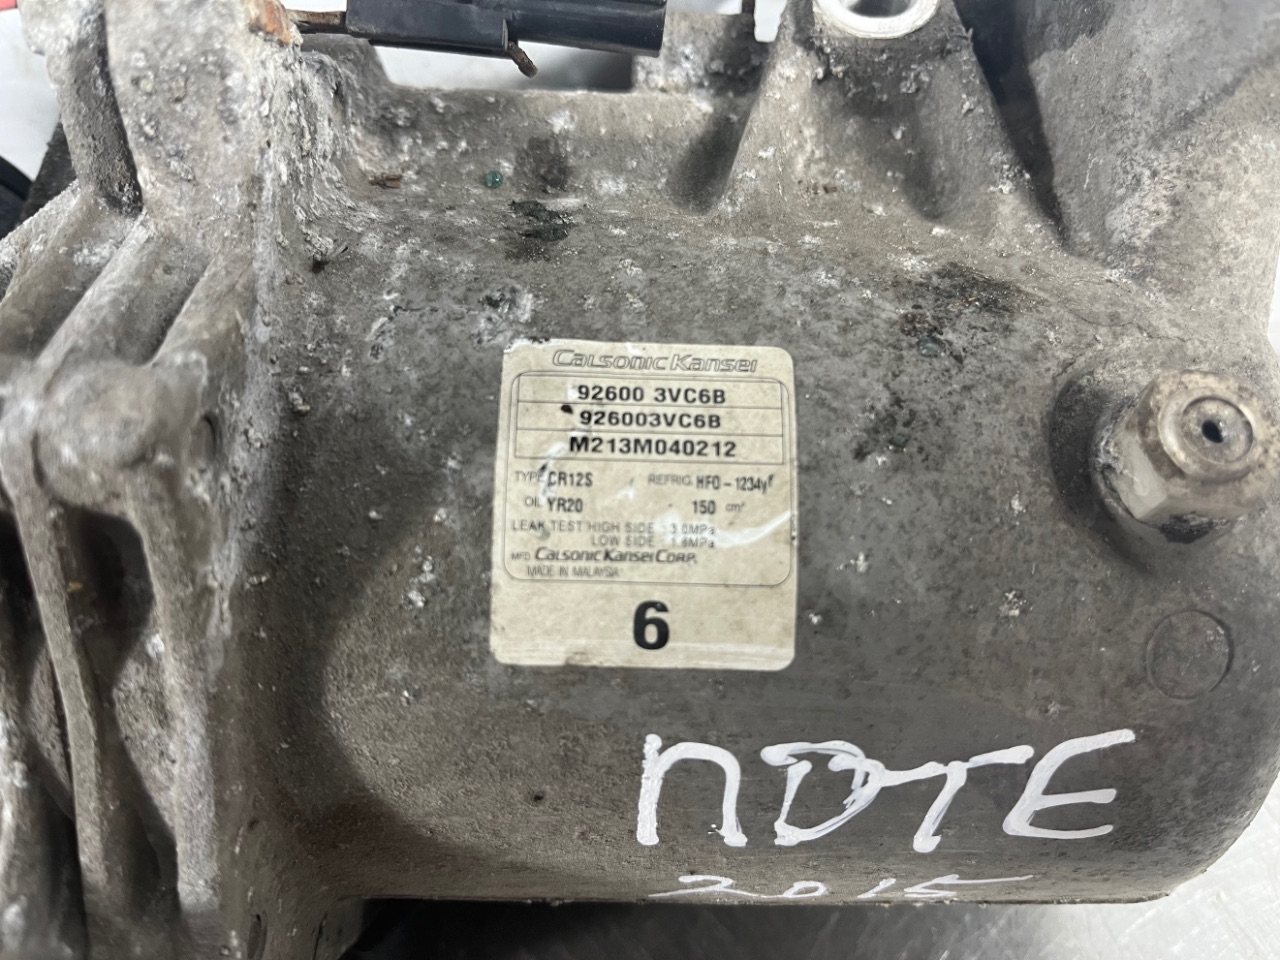 Calsonic Kansei
92600 3VC6B
926003VC6B
M213M040212
TYPE CR12S REFRIG. HFO-1234yf
OIL YR20 150 cm³
LEAK TEST HIGH SIDE : 3.0MPa
LOW SIDE : 1.6MPa
MFD Calsonic Kansei CORP.
MADE IN MALAYSIA
6
NOTE
2015